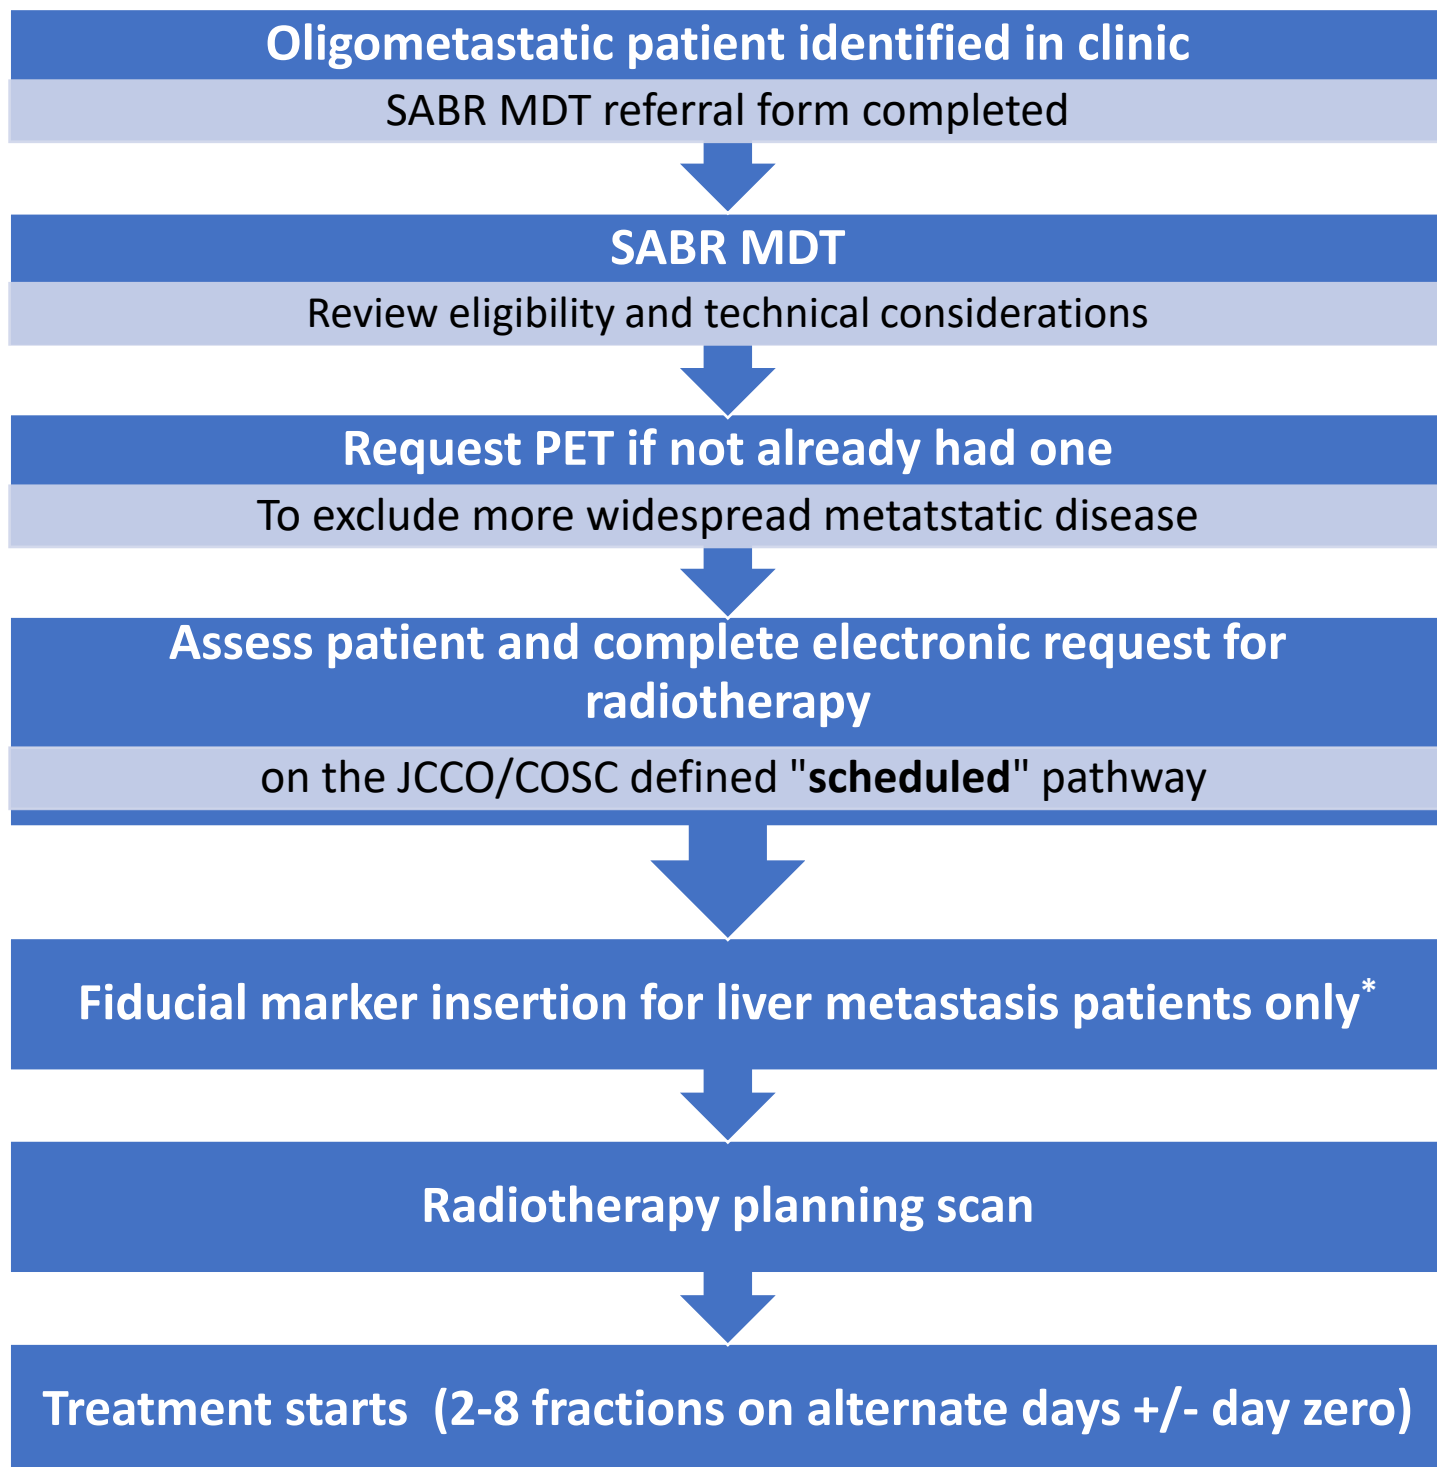 Oligometastatic patient identified in clinic
SABR MDT referral form completed
SABR MDT
Review eligibility and technical considerations
Request PET if not already had one
To exclude more widespread metatstatic disease
Assess patient and complete electronic request for
radiotherapy
on the JCCO/COSC defined "scheduled" pathway
Fiducial marker insertion for liver metastasis patients only*
Radiotherapy planning scan
Treatment starts  (2-8 fractions on alternate days +/- day zero)